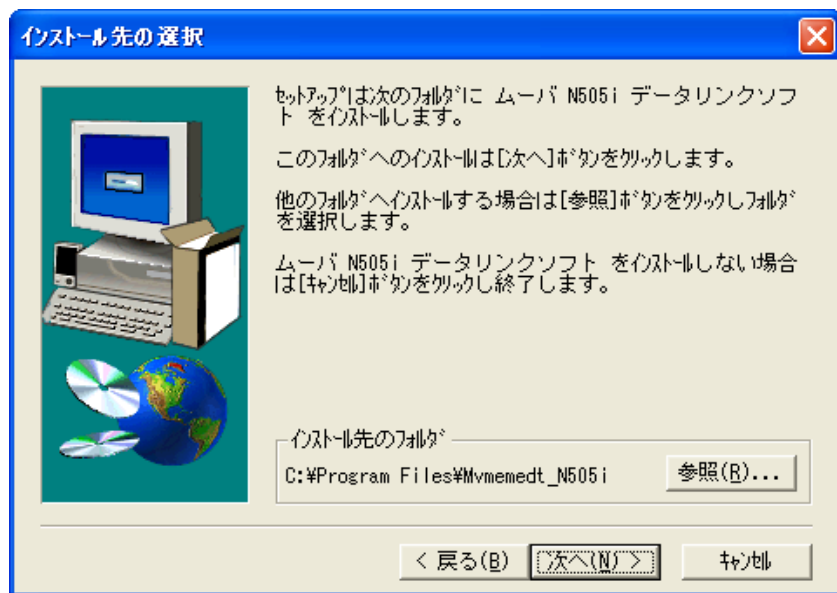 インストール先の選択
セットアップは次のフォルダに ムーバ N505i データリンクソフ
ト をインストールします。
このフォルダへのインストールは[次へ]ボタンをクリックします。
他のフォルダへインストールする場合は[参照]ボタンをクリックしフォルダ
を選択します。
ムーバ N505i データリンクソフト をインストールしない場合
は[キャンセル]ボタンをクリックし終了します。
インストール先のフォルダ
C:¥Program Files¥Mvmemedt_N505i
参照(R)...
< 戻る(B)
次へ(N) >
キャンセル